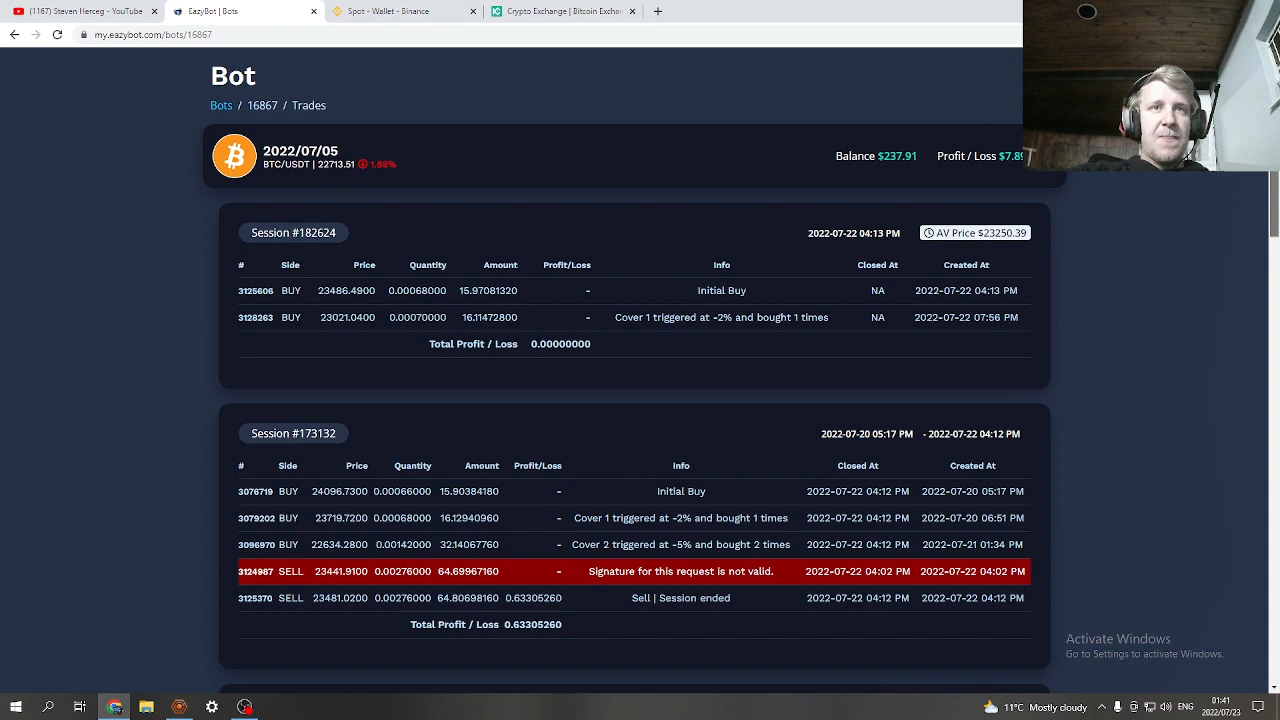 (1167) Steven Herceg - YouTube
EazyBot | Bots
Spot - Wallet - Binance
Crypto Exchange | Bitcoin Exchan
my.eazybot.com/bots/16867
Bot
Bots / 16867 / Trades
2022/07/05
BTC/USDT | 22713.51 1.68%
Balance $237.91 Profit / Loss $7.89
Session #182624 2022-07-22 04:13 PM AV Price $23250.39
# Side Price Quantity Amount Profit/Loss Info Closed At Created At
3125606 BUY 23486.4900 0.00068000 15.97081320 - Initial Buy NA 2022-07-22 04:13 PM
3128263 BUY 23021.0400 0.00070000 16.11472800 - Cover 1 triggered at -2% and bought 1 times NA 2022-07-22 07:56 PM
Total Profit / Loss 0.00000000
Session #173132 2022-07-20 05:17 PM - 2022-07-22 04:12 PM
# Side Price Quantity Amount Profit/Loss Info Closed At Created At
3076719 BUY 24096.7300 0.00066000 15.90384180 - Initial Buy 2022-07-22 04:12 PM 2022-07-20 05:17 PM
3079202 BUY 23719.7200 0.00068000 16.12940960 - Cover 1 triggered at -2% and bought 1 times 2022-07-22 04:12 PM 2022-07-20 06:51 PM
3096970 BUY 22634.2800 0.00142000 32.14067760 - Cover 2 triggered at -5% and bought 2 times 2022-07-22 04:12 PM 2022-07-21 01:34 PM
3124987 SELL 23441.9100 0.00276000 64.69967160 - Signature for this request is not valid. 2022-07-22 04:02 PM 2022-07-22 04:02 PM
3125370 SELL 23481.0200 0.00276000 64.80698160 0.63305260 Sell | Session ended 2022-07-22 04:12 PM 2022-07-22 04:12 PM
Total Profit / Loss 0.63305260
Activate Windows
Go to Settings to activate Windows.
11°C Mostly cloudy ENG 01:41
2022/07/23